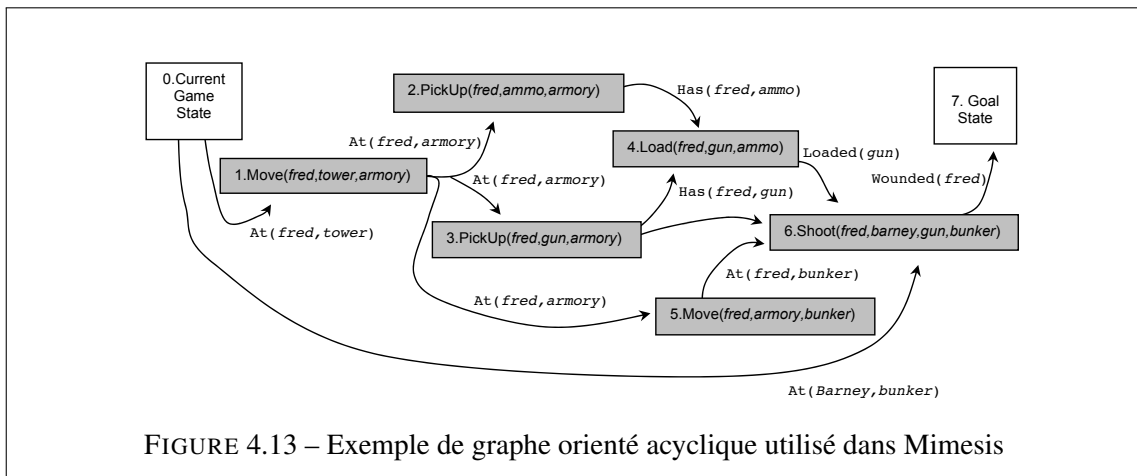 0.Current
Game
State
2.PickUp(fred,ammo,armory)
Has(fred,ammo)
7. Goal
State
At(fred,armory)
4.Load(fred,gun,ammo)
Loaded(gun)
1.Move(fred,tower,armory)
At(fred,armory)
Has(fred,gun)
Wounded(fred)
At(fred,tower)
3.PickUp(fred,gun,armory)
6.Shoot(fred,barney,gun,bunker)
At(fred,bunker)
At(fred,armory)
5.Move(fred,armory,bunker)
At(Barney,bunker)
FIGURE 4.13 – Exemple de graphe orienté acyclique utilisé dans Mimesis